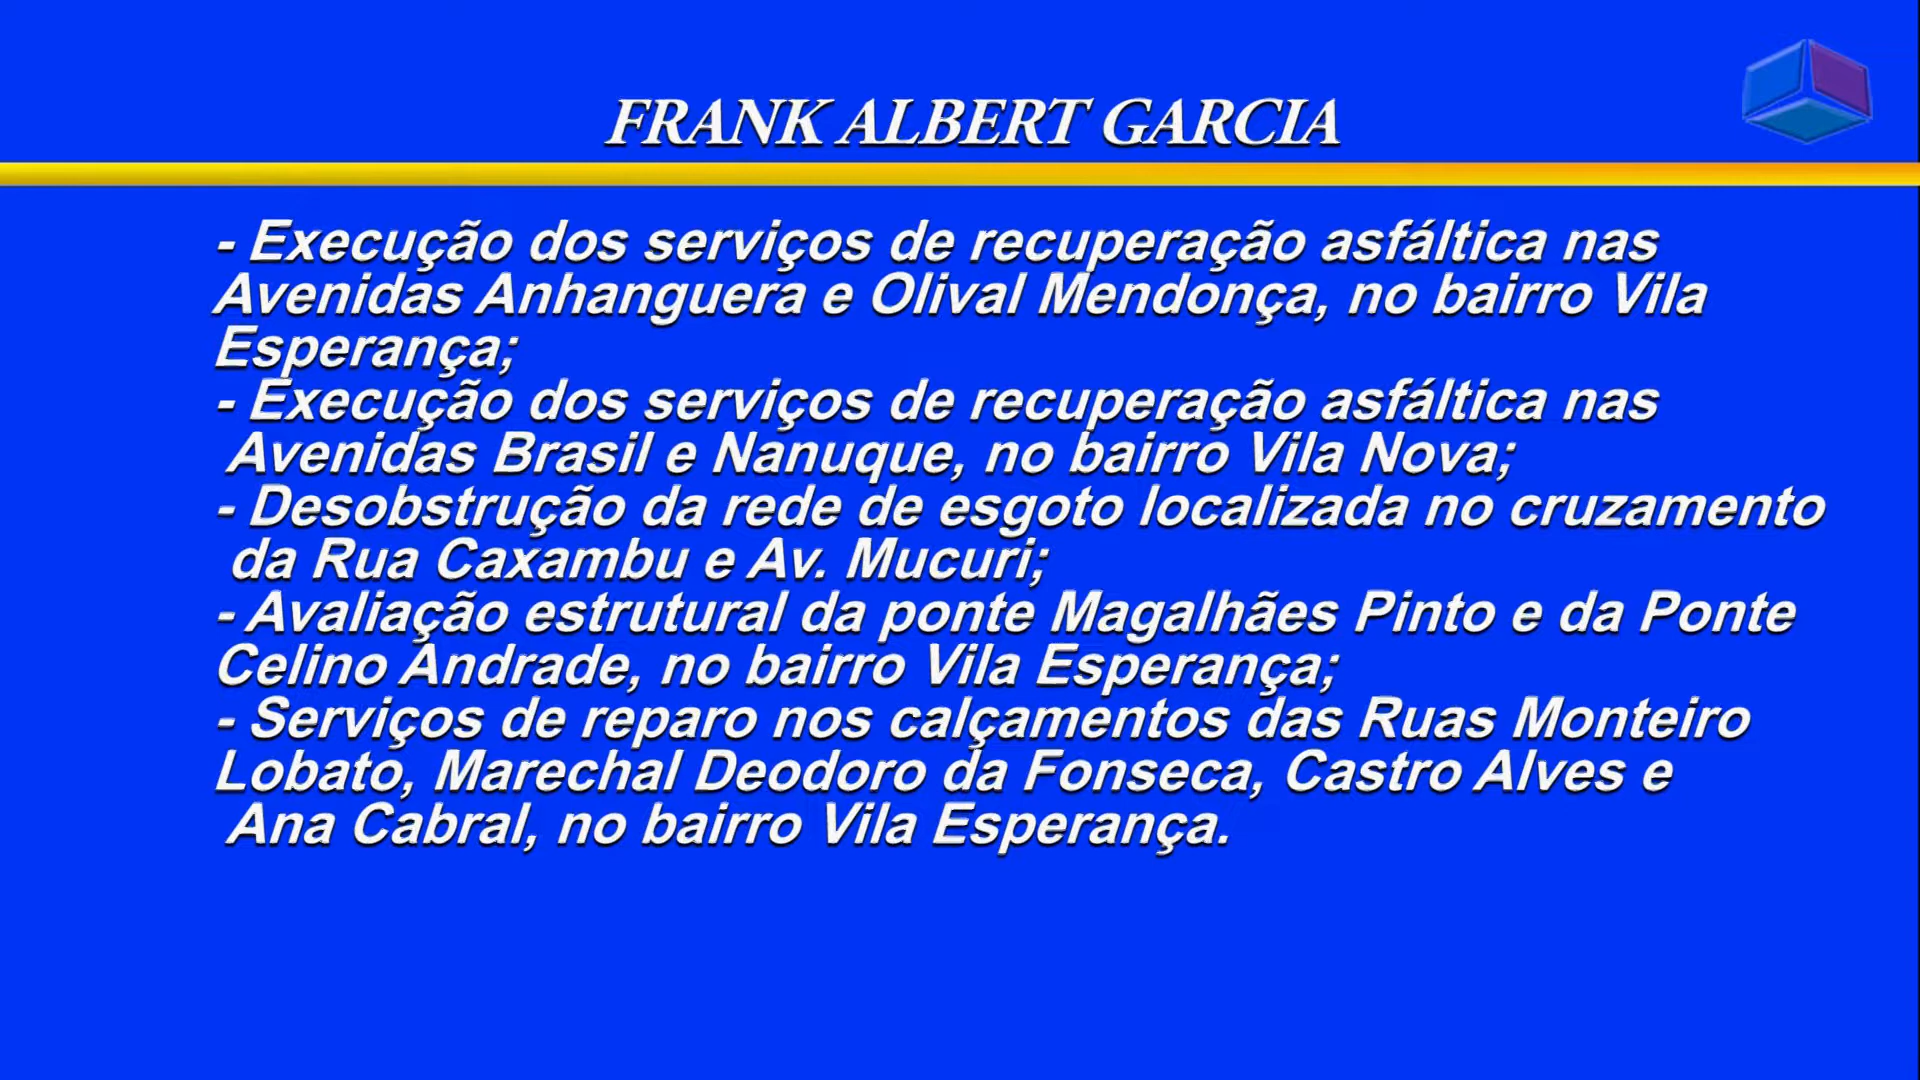 FRANK ALBERT GARCIA
- Execução dos serviços de recuperação asfáltica nas
Avenidas Anhanguera e Olival Mendonça, no bairro Vila
Esperança;
- Execução dos serviços de recuperação asfáltica nas
Avenidas Brasil e Nanuque, no bairro Vila Nova;
- Desobstrução da rede de esgoto localizada no cruzamento
da Rua Caxambu e Av. Mucuri;
- Avaliação estrutural da ponte Magalhães Pinto e da Ponte
Celino Andrade, no bairro Vila Esperança;
- Serviços de reparo nos calçamentos das Ruas Monteiro
Lobato, Marechal Deodoro da Fonseca, Castro Alves e
Ana Cabral, no bairro Vila Esperança.